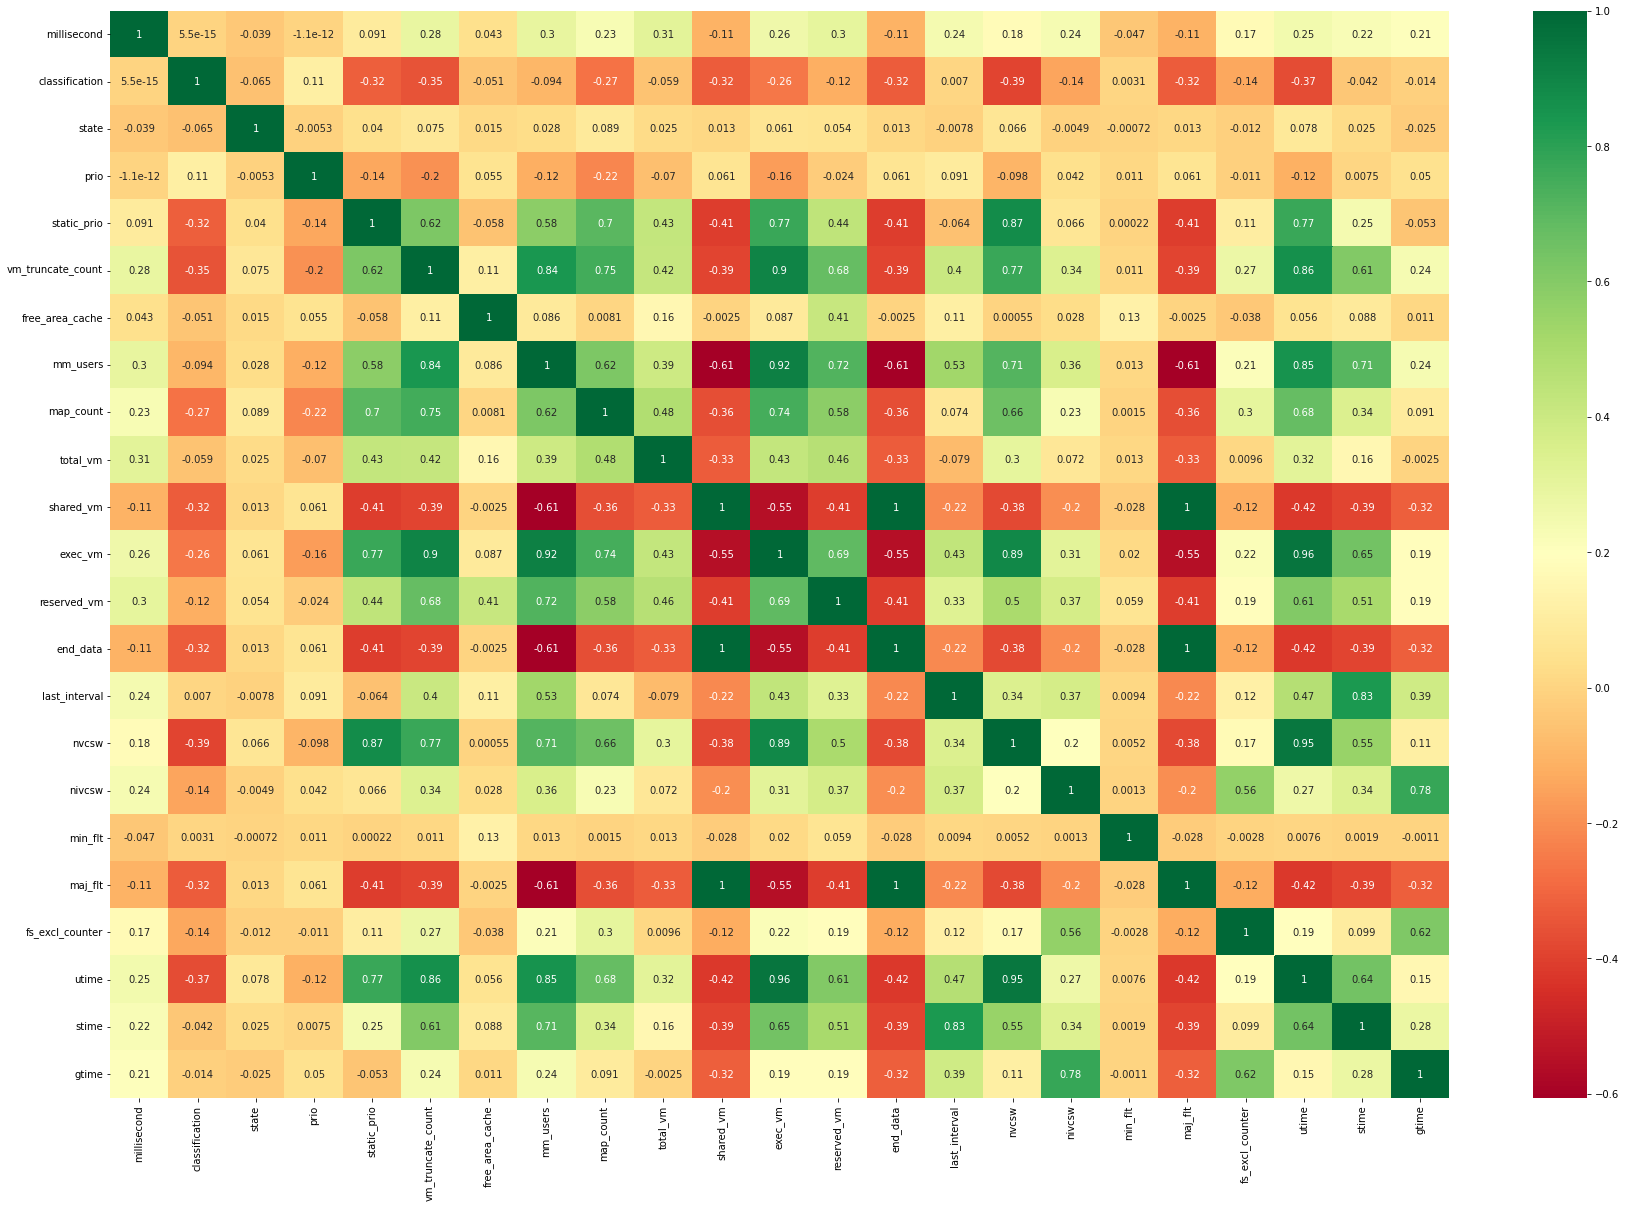 millisecond 1 5.5e-15 -0.039 -1.1e-12 0.091 0.28 0.043 0.3 0.23 0.31 -0.11 0.26 0.3 -0.11 0.24 0.18 0.24 -0.047 -0.11 0.17 0.25 0.22 0.21
classification 5.5e-15 1 -0.065 0.11 -0.32 -0.35 -0.051 -0.094 -0.27 -0.059 -0.32 -0.26 -0.12 -0.32 0.007 -0.39 -0.14 0.0031 -0.32 -0.14 -0.37 -0.042 -0.014
state -0.039 -0.065 1 -0.0053 0.04 0.075 0.015 0.028 0.089 0.025 0.013 0.061 0.054 0.013 -0.0078 0.066 -0.0049 -0.00072 0.013 -0.012 0.078 0.025 -0.025
prio -1.1e-12 0.11 -0.0053 1 -0.14 -0.2 0.055 -0.12 -0.22 -0.07 0.061 -0.16 -0.024 0.061 0.091 -0.098 0.042 0.011 0.061 -0.011 -0.12 0.0075 0.05
static_prio 0.091 -0.32 0.04 -0.14 1 0.62 -0.058 0.58 0.7 0.43 -0.41 0.77 0.44 -0.41 -0.064 0.87 0.066 0.00022 -0.41 0.11 0.77 0.25 -0.053
vm_truncate_count 0.28 -0.35 0.075 -0.2 0.62 1 0.11 0.84 0.75 0.42 -0.39 0.9 0.68 -0.39 0.4 0.77 0.34 0.011 -0.39 0.27 0.86 0.61 0.24
free_area_cache 0.043 -0.051 0.015 0.055 -0.058 0.11 1 0.086 0.0081 0.16 -0.0025 0.087 0.41 -0.0025 0.11 0.00055 0.028 0.13 -0.0025 -0.038 0.056 0.088 0.011
mm_users 0.3 -0.094 0.028 -0.12 0.58 0.84 0.086 1 0.62 0.39 -0.61 0.92 0.72 -0.61 0.53 0.71 0.36 0.013 -0.61 0.21 0.85 0.71 0.24
map_count 0.23 -0.27 0.089 -0.22 0.7 0.75 0.0081 0.62 1 0.48 -0.36 0.74 0.58 -0.36 0.074 0.66 0.23 0.0015 -0.36 0.3 0.68 0.34 0.091
total_vm 0.31 -0.059 0.025 -0.07 0.43 0.42 0.16 0.39 0.48 1 -0.33 0.43 0.46 -0.33 -0.079 0.3 0.072 0.013 -0.33 0.0096 0.32 0.16 -0.0025
shared_vm -0.11 -0.32 0.013 0.061 -0.41 -0.39 -0.0025 -0.61 -0.36 -0.33 1 -0.55 -0.41 1 -0.22 -0.38 -0.2 -0.028 1 -0.12 -0.42 -0.39 -0.32
exec_vm 0.26 -0.26 0.061 -0.16 0.77 0.9 0.087 0.92 0.74 0.43 -0.55 1 0.69 -0.55 0.43 0.89 0.31 0.02 -0.55 0.22 0.96 0.65 0.19
reserved_vm 0.3 -0.12 0.054 -0.024 0.44 0.68 0.41 0.72 0.58 0.46 -0.41 0.69 1 -0.41 0.33 0.5 0.37 0.059 -0.41 0.19 0.61 0.51 0.19
end_data -0.11 -0.32 0.013 0.061 -0.41 -0.39 -0.0025 -0.61 -0.36 -0.33 1 -0.55 -0.41 1 -0.22 -0.38 -0.2 -0.028 1 -0.12 -0.42 -0.39 -0.32
last_interval 0.24 0.007 -0.0078 0.091 -0.064 0.4 0.11 0.53 0.074 -0.079 -0.22 0.43 0.33 -0.22 1 0.34 0.37 0.0094 -0.22 0.12 0.47 0.83 0.39
nvcsw 0.18 -0.39 0.066 -0.098 0.87 0.77 0.00055 0.71 0.66 0.3 -0.38 0.89 0.5 -0.38 0.34 1 0.2 0.0052 -0.38 0.17 0.95 0.55 0.11
nivcsw 0.24 -0.14 -0.0049 0.042 0.066 0.34 0.028 0.36 0.23 0.072 -0.2 0.31 0.37 -0.2 0.37 0.2 1 0.0013 -0.2 0.56 0.27 0.34 0.78
min_flt -0.047 0.0031 -0.00072 0.011 0.00022 0.011 0.13 0.013 0.0015 0.013 -0.028 0.02 0.059 -0.028 0.0094 0.0052 0.0013 1 -0.028 -0.0028 0.0076 0.0019 -0.0011
maj_flt -0.11 -0.32 0.013 0.061 -0.41 -0.39 -0.0025 -0.61 -0.36 -0.33 1 -0.55 -0.41 1 -0.22 -0.38 -0.2 -0.028 1 -0.12 -0.42 -0.39 -0.32
fs_excl_counter 0.17 -0.14 -0.012 -0.011 0.11 0.27 -0.038 0.21 0.3 0.0096 -0.12 0.22 0.19 -0.12 0.12 0.17 0.56 -0.0028 -0.12 1 0.19 0.099 0.62
utime 0.25 -0.37 0.078 -0.12 0.77 0.86 0.056 0.85 0.68 0.32 -0.42 0.96 0.61 -0.42 0.47 0.95 0.27 0.0076 -0.42 0.19 1 0.64 0.15
stime 0.22 -0.042 0.025 0.0075 0.25 0.61 0.088 0.71 0.34 0.16 -0.39 0.65 0.51 -0.39 0.83 0.55 0.34 0.0019 -0.39 0.099 0.64 1 0.28
gtime 0.21 -0.014 -0.025 0.05 -0.053 0.24 0.011 0.24 0.091 -0.0025 -0.32 0.19 0.19 -0.32 0.39 0.11 0.78 -0.0011 -0.32 0.62 0.15 0.28 1
millisecond
classification
state
prio
static_prio
vm_truncate_count
free_area_cache
mm_users
map_count
total_vm
shared_vm
exec_vm
reserved_vm
end_data
last_interval
nvcsw
nivcsw
min_flt
maj_flt
fs_excl_counter
utime
stime
gtime
1.0
0.8
0.6
0.4
0.2
0.0
−0.2
−0.4
−0.6